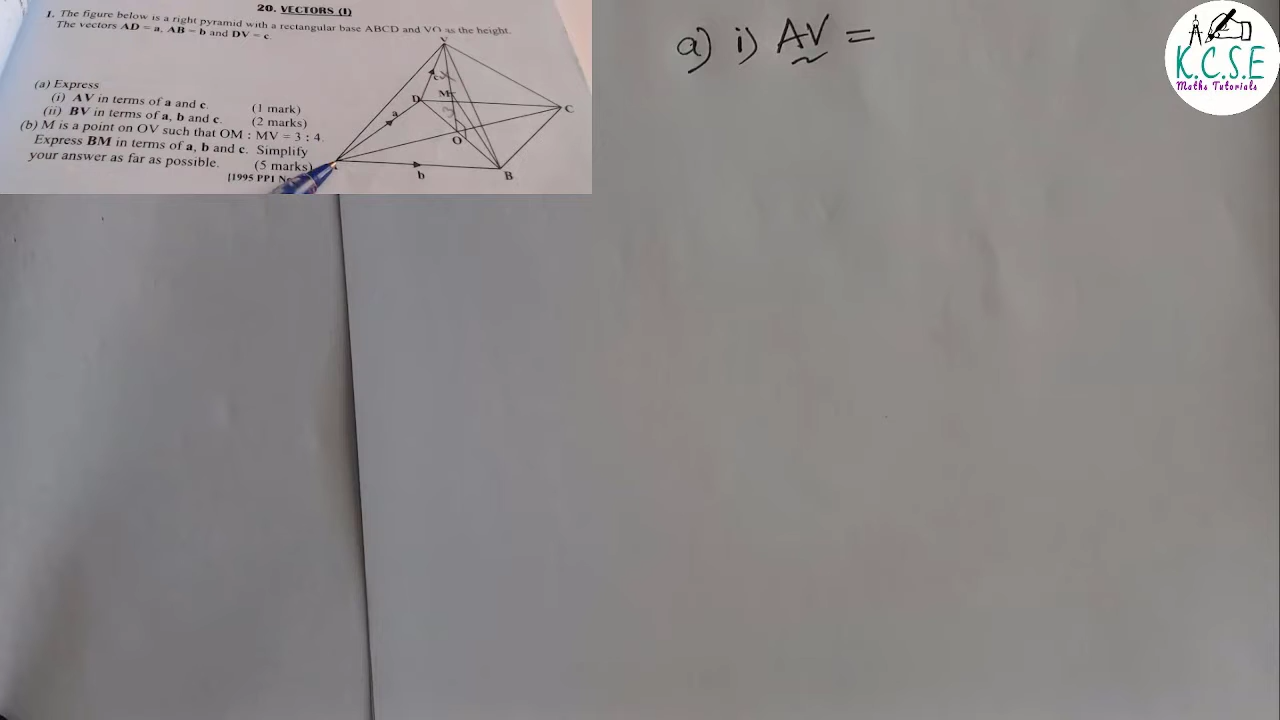 20. VECTORS (I)
1. The figure below is a right pyramid with a rectangular base ABCD and VO as the height.
The vectors AD = a, AB = b and DV = c.
(a) Express
(i) AV in terms of a and c. (1 mark)
(ii) BV in terms of a, b and c. (2 marks)
(b) M is a point on OV such that OM : MV = 3 : 4.
Express BM in terms of a, b and c. Simplify
your answer as far as possible. (5 marks)
[1995 PP1
V
D
M
C
a
3
O
b
B
a) i) AV =
K.C.S.E
Maths Tutorials